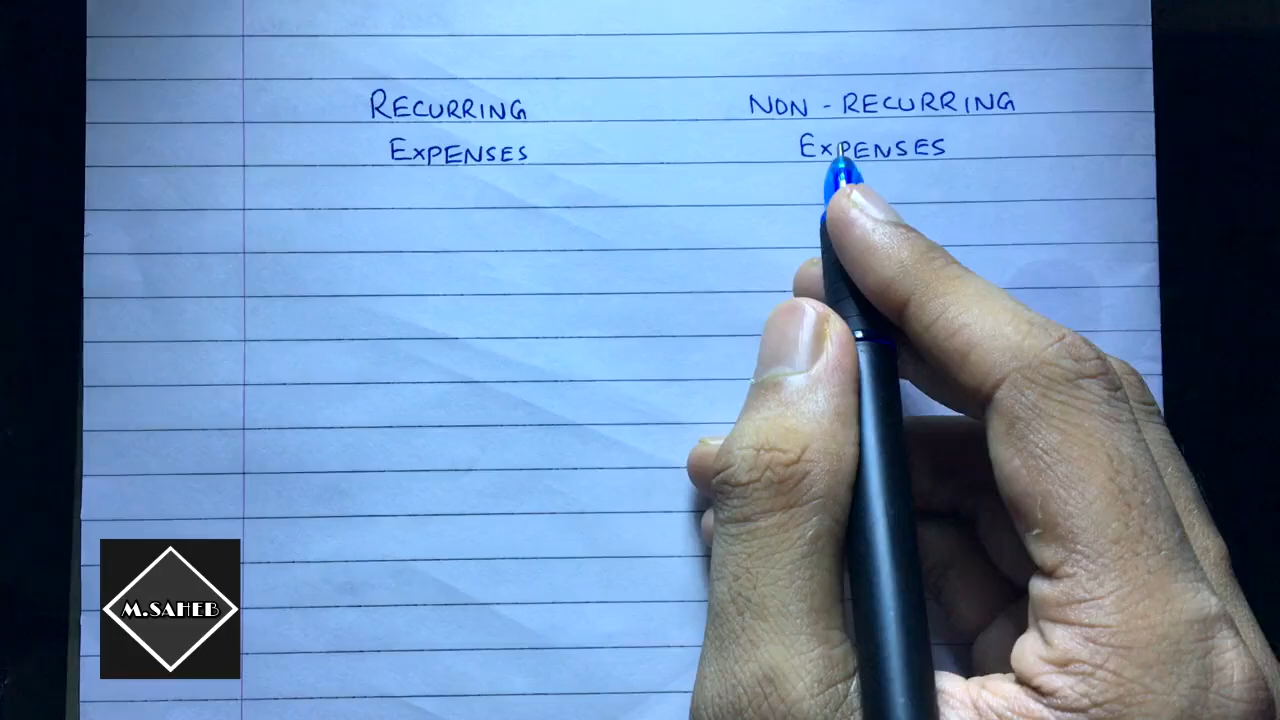 RECURRING
EXPENSES
NON - RECURRING
EXPENSES
M.SAHEB